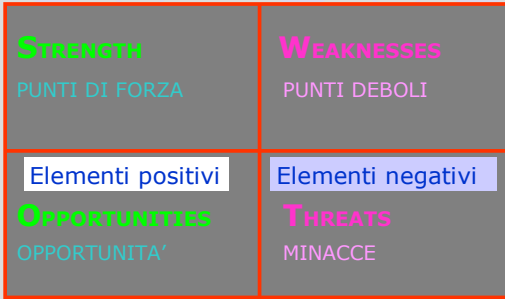 STRENGTH
PUNTI DI FORZA
WEAKNESSES
PUNTI DEBOLI
Elementi positivi
OPPORTUNITIES
OPPORTUNITA’
Elementi negativi
THREATS
MINACCE